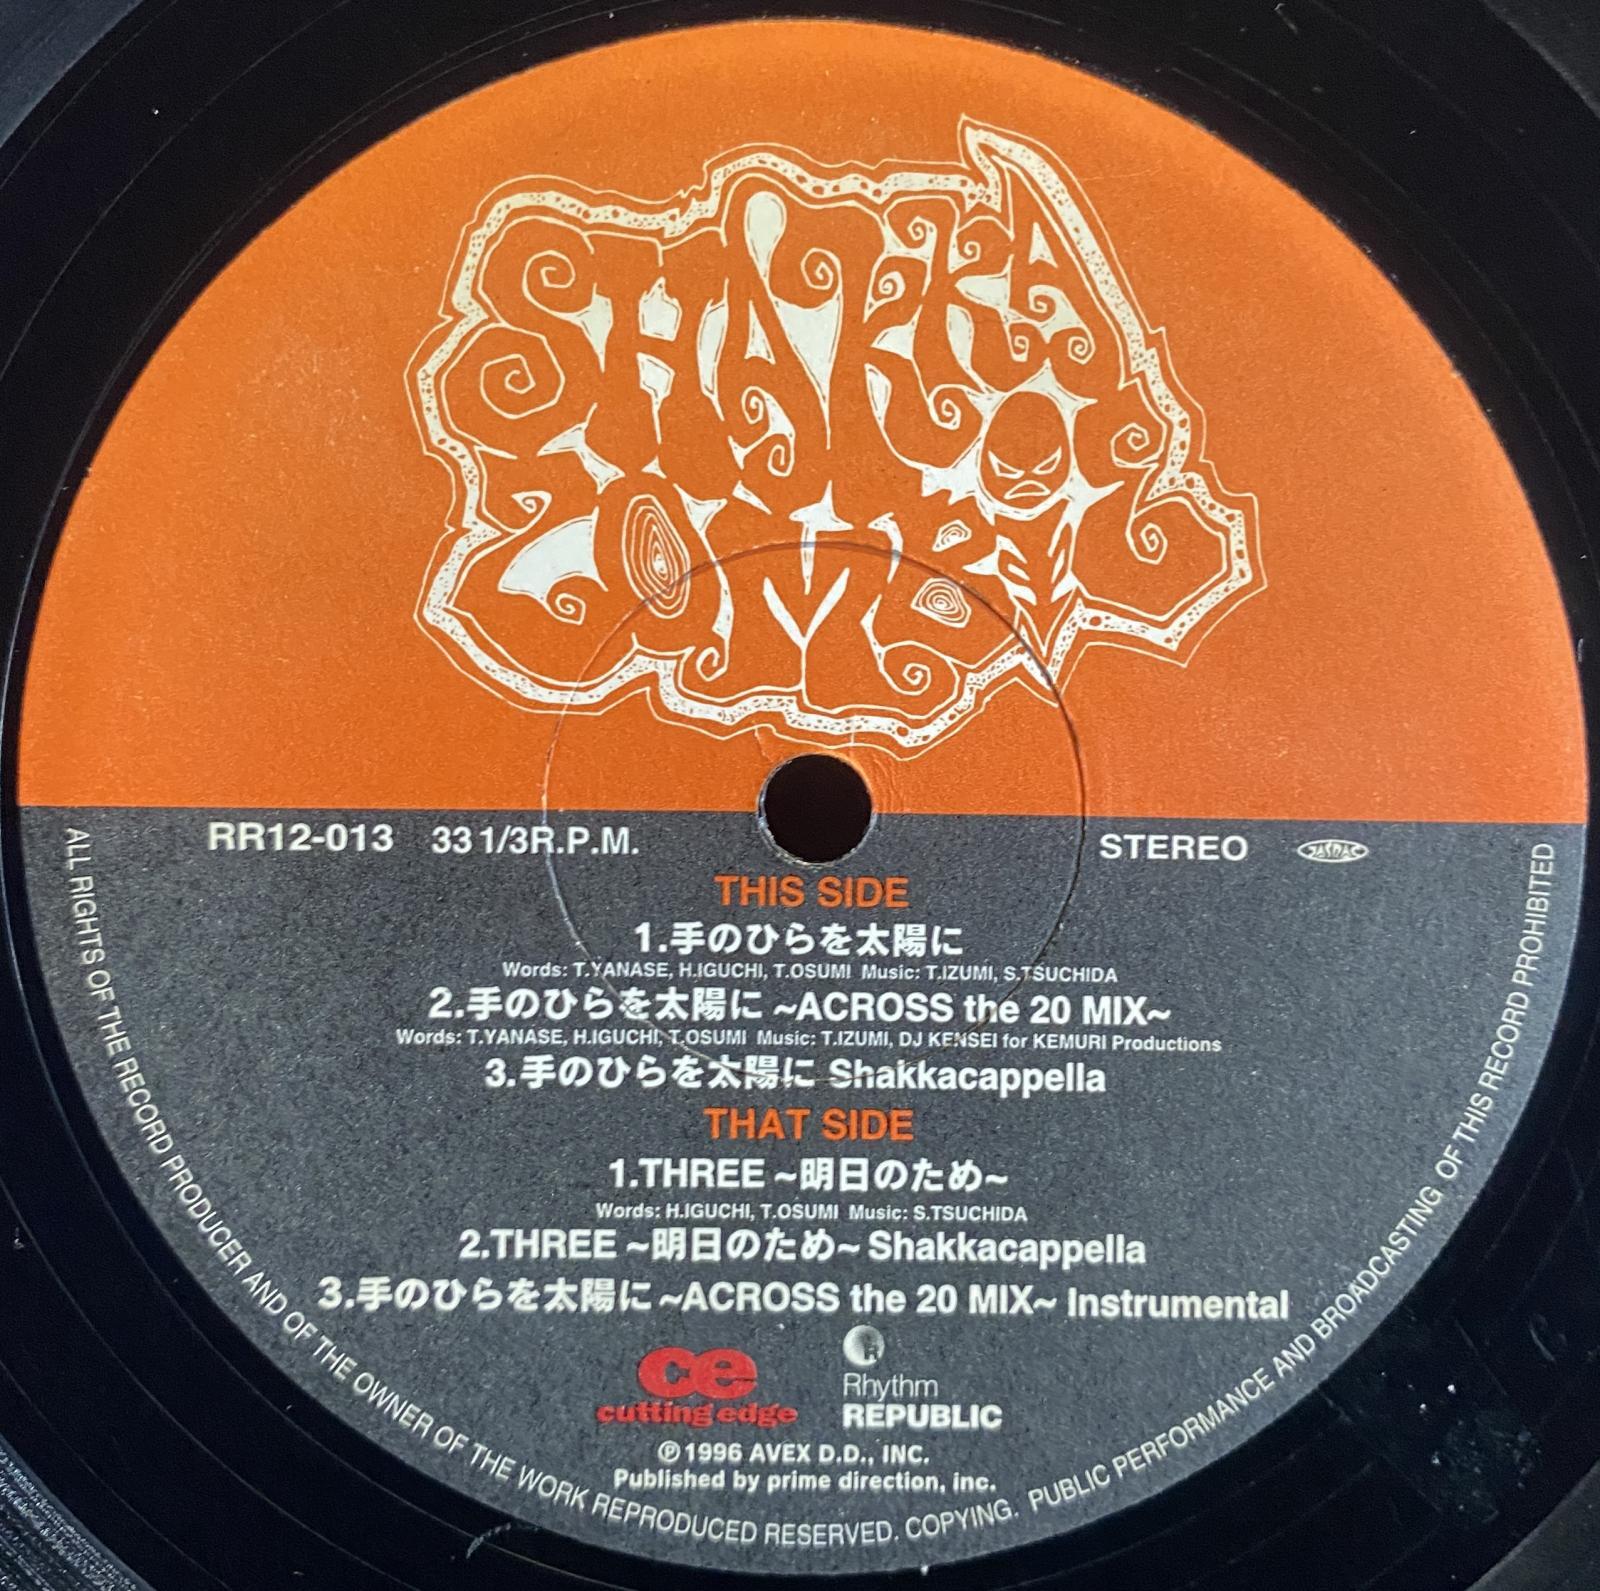 SHAKKA
ZOMBIE
RR12-013 33 1/3R.P.M. STEREO JASRAC
THIS SIDE
1.手のひらを太陽に
Words: T.YANASE, H.IGUCHI, T.OSUMI Music: T.IZUMI, S.TSUCHIDA
2.手のひらを太陽に ~ACROSS the 20 MIX~
Words: T.YANASE, H.IGUCHI, T.OSUMI Music: T.IZUMI, DJ KENSEI for KEMURI Productions
3.手のひらを太陽に Shakkacappella
THAT SIDE
1.THREE ~明日のため~
Words: H.IGUCHI, T.OSUMI Music: S.TSUCHIDA
2.THREE ~明日のため~ Shakkacappella
3.手のひらを太陽に ~ACROSS the 20 MIX~ Instrumental
ce
cutting edge
R
Rhythm
REPUBLIC
℗1996 AVEX D.D., INC.
Published by prime direction, inc.
ALL RIGHTS OF THE RECORD PRODUCER AND OF THE OWNER OF THE WORK REPRODUCED RESERVED. COPYING. PUBLIC PERFORMANCE AND BROADCASTING OF THIS RECORD PROHIBITED